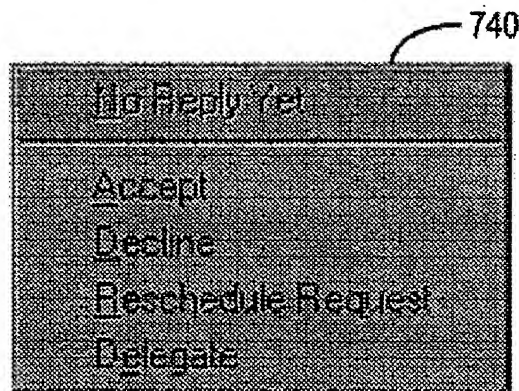 740
No Reply Yet
Accept
Decline
Reschedule Request
Delegate